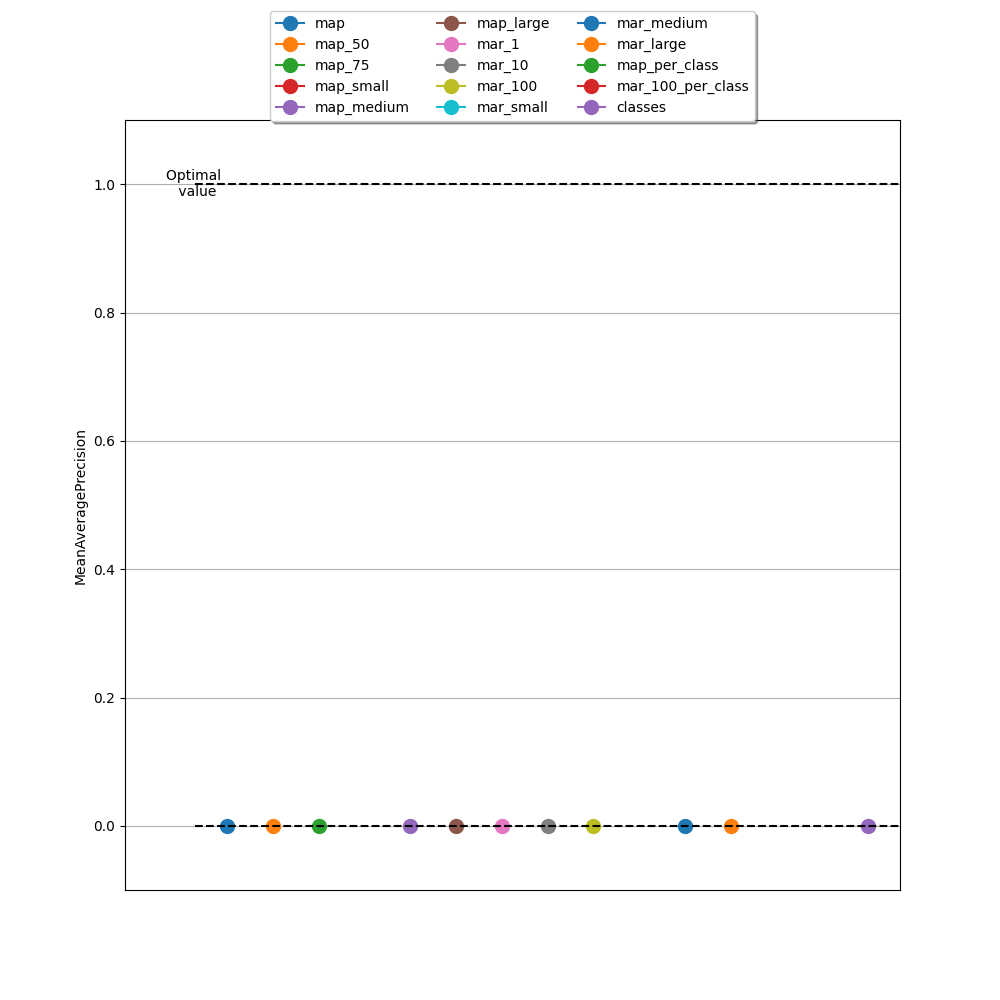 map
map_50
map_75
map_small
map_medium
map_large
mar_1
mar_10
mar_100
mar_small
mar_medium
mar_large
map_per_class
mar_100_per_class
classes
Optimal
value
1.0
0.8
0.6
0.4
0.2
0.0
MeanAveragePrecision